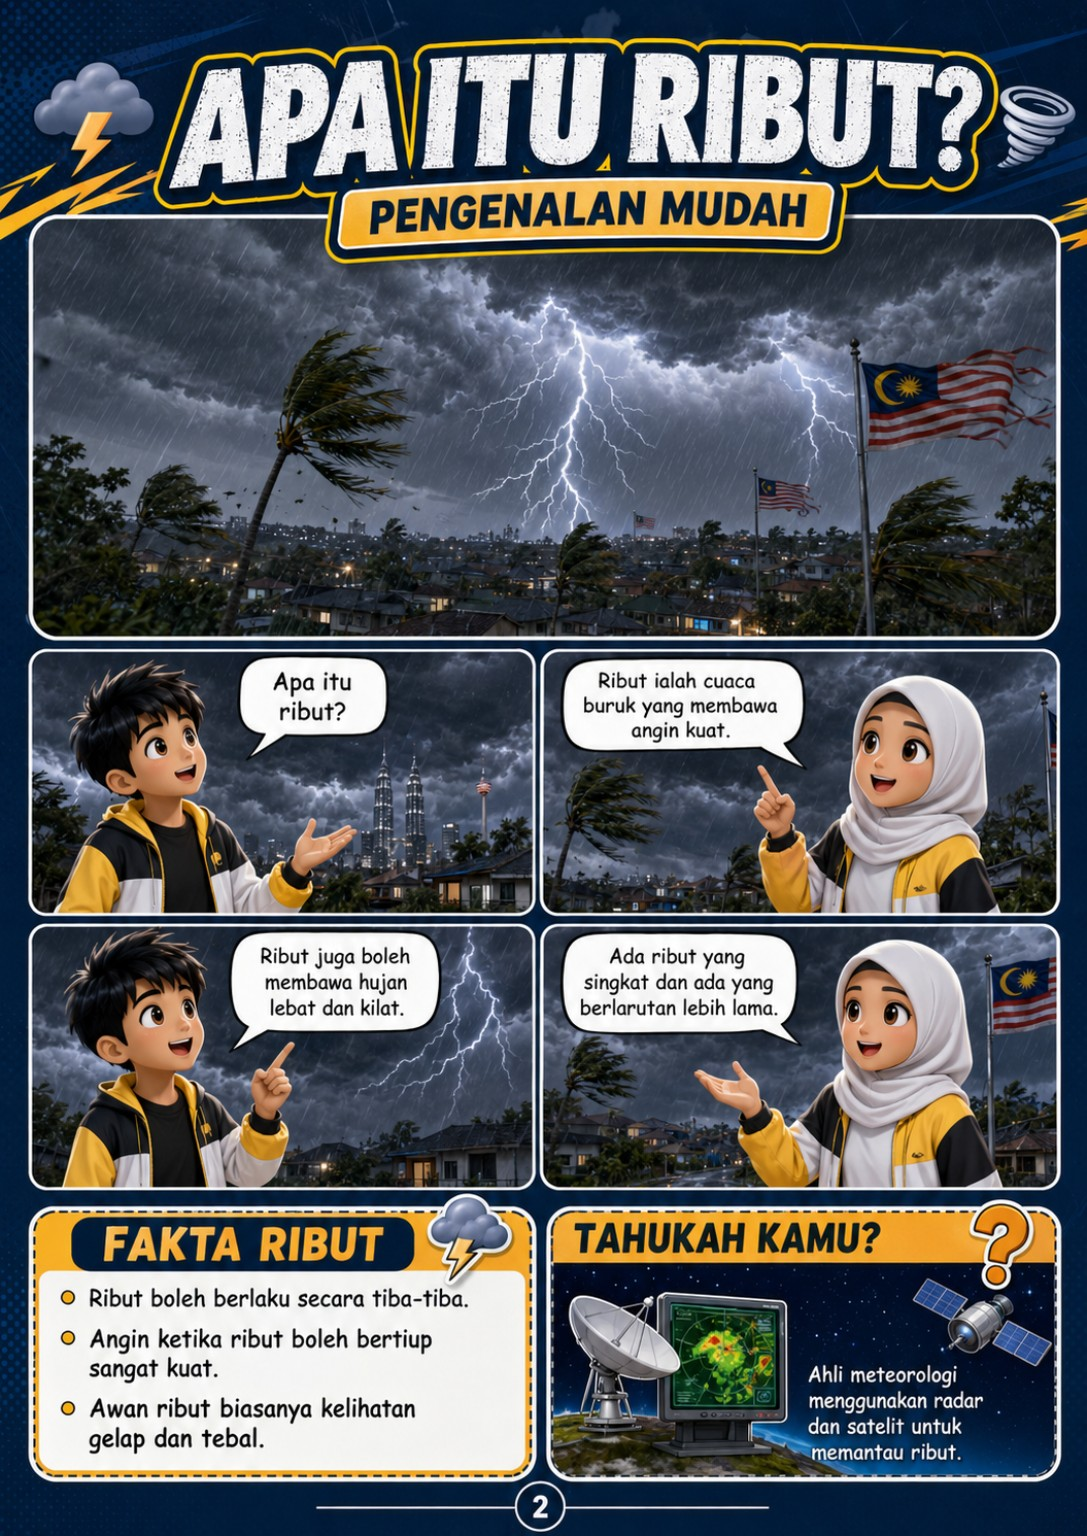 APA ITU RIBUT?
PENGENALAN MUDAH
Apa itu
ribut?
Ribut ialah cuaca
buruk yang membawa
angin kuat.
Ribut juga boleh
membawa hujan
lebat dan kilat.
Ada ribut yang
singkat dan ada yang
berlarutan lebih lama.
FAKTA RIBUT
Ribut boleh berlaku secara tiba-tiba.
Angin ketika ribut boleh bertiup
sangat kuat.
Awan ribut biasanya kelihatan
gelap dan tebal.
TAHUKAH KAMU?
Ahli meteorologi
menggunakan radar
dan satelit untuk
memantau ribut.
2